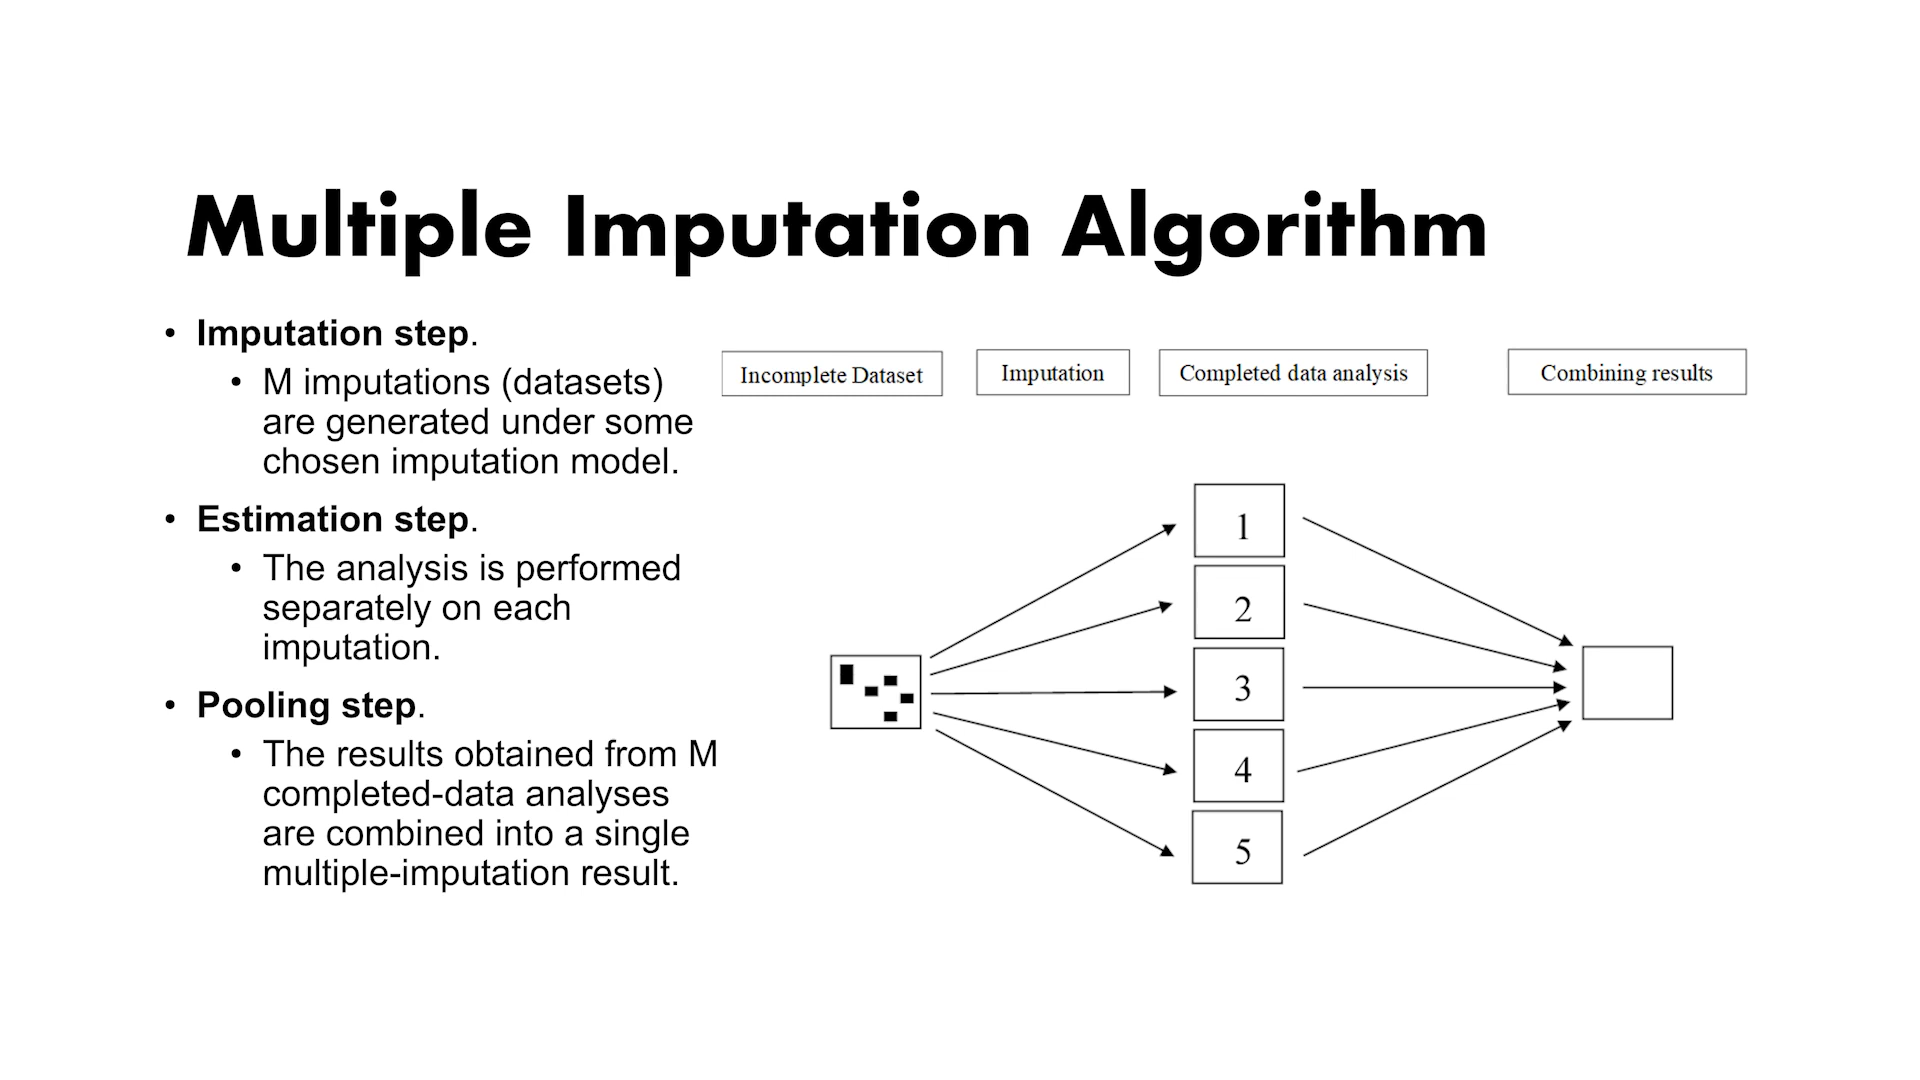 Multiple Imputation Algorithm
• Imputation step.
• M imputations (datasets)
are generated under some
chosen imputation model.
• Estimation step.
• The analysis is performed
separately on each
imputation.
• Pooling step.
• The results obtained from M
completed-data analyses
are combined into a single
multiple-imputation result.
Incomplete Dataset
Imputation
Completed data analysis
Combining results
1
2
3
4
5